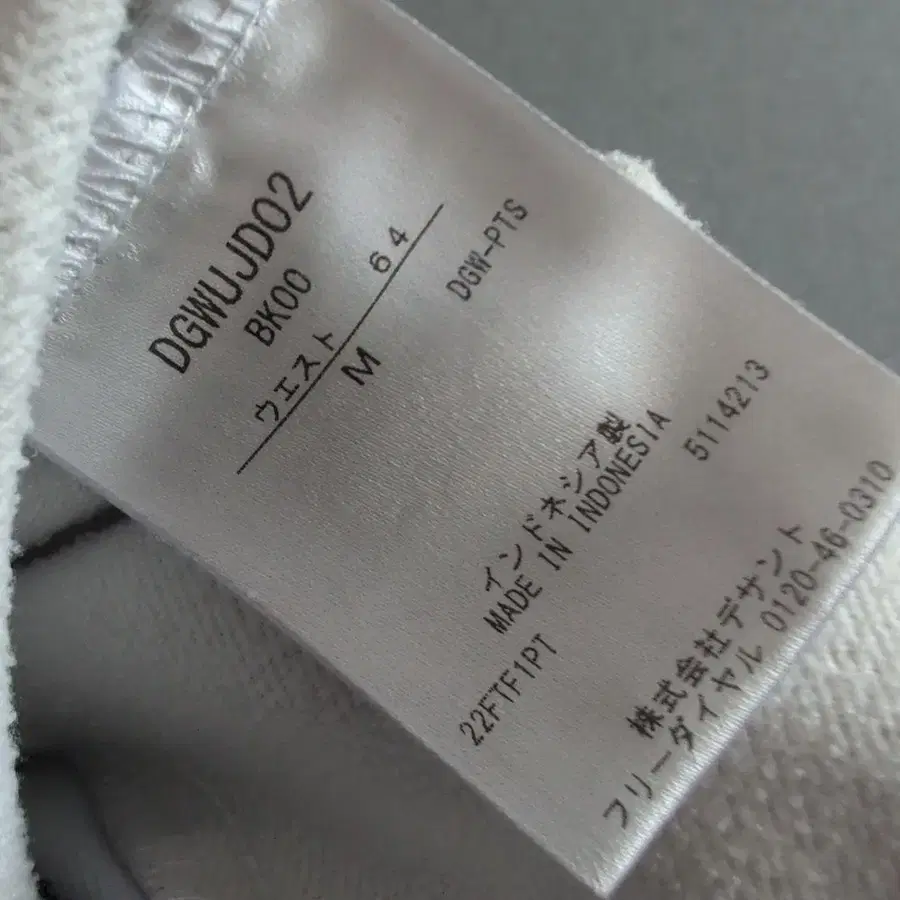 DGWUJD02
BK00
ウエスト 64
M
DGW-PTS
インドネシア製
MADE IN INDONESIA
5114213
22FTF1PT
株式会社デサント
フリーダイヤル 0120-46-0310